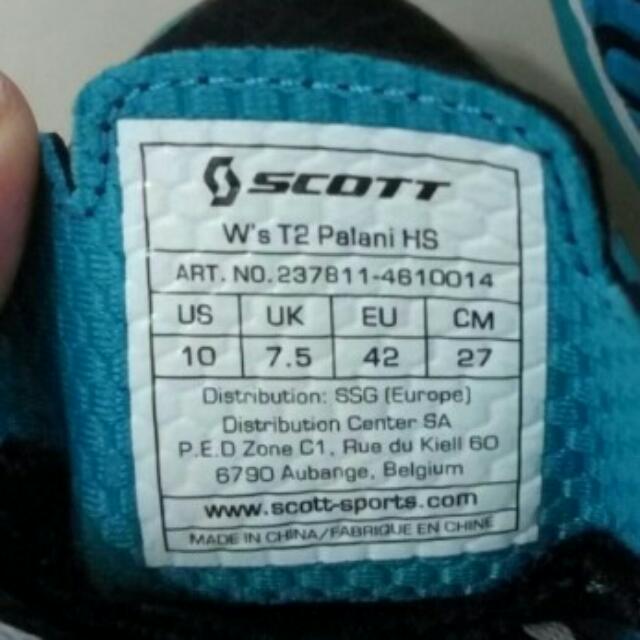 SCOTT
W's T2 Palani HS
ART. NO.237811-4610014
US UK EU CM
10 7.5 42 27
Distribution: SSG (Europe)
Distribution Center SA
P.E.D Zone C1, Rue du Kiell 60
6790 Aubange, Belgium
www.scott-sports.com
MADE IN CHINA/FABRIQUE EN CHINE